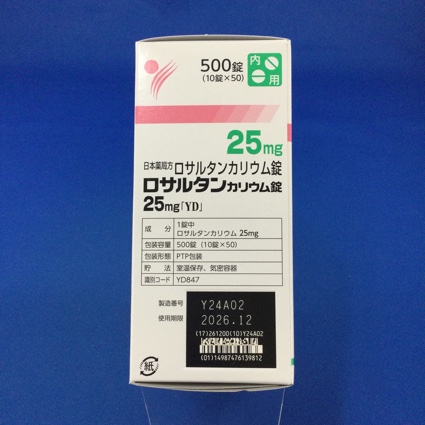 500錠
(10錠×50)
内
用
25mg
日本薬局方 ロサルタンカリウム錠
ロサルタンカリウム錠
25mg「YD」
成分 1錠中
ロサルタンカリウム 25mg
包装容量 500錠(10錠×50)
包装形態 PTP包装
貯法 室温保存、気密容器
識別コード YD847
製造番号 Y24A02
使用期限 2026.12
(17)261200(10)Y24A02
(01)14987476139812
紙